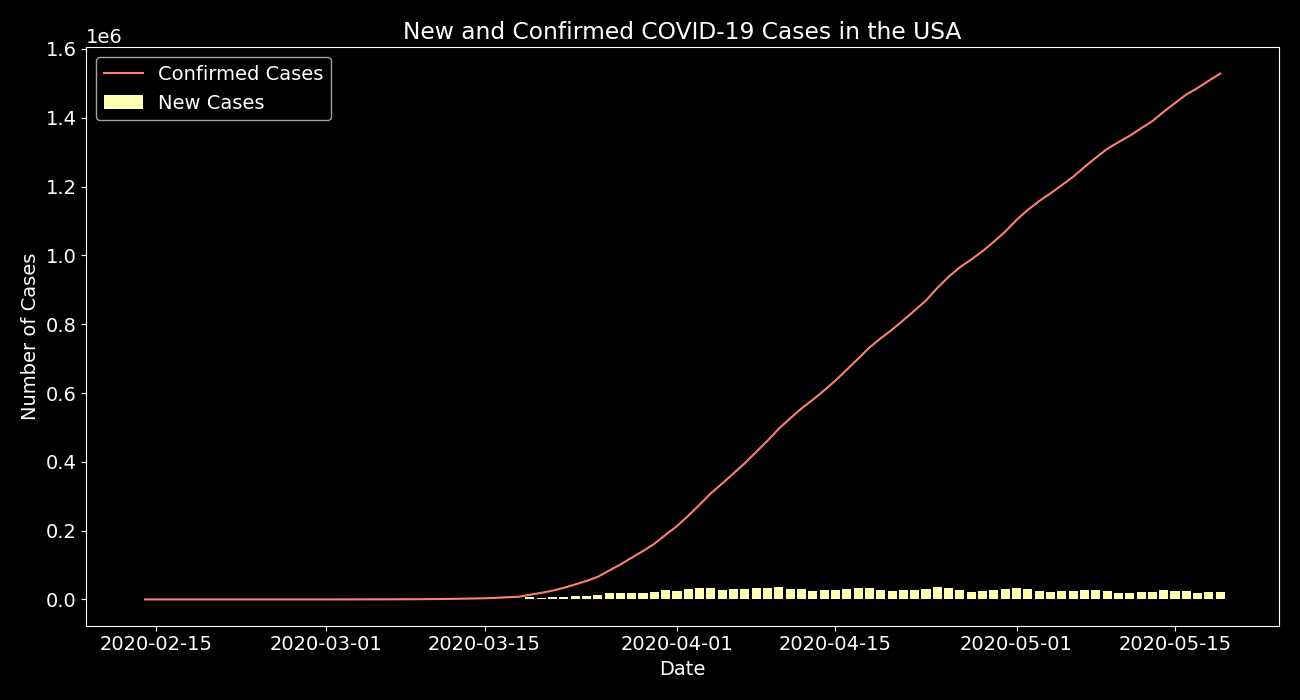 New and Confirmed COVID-19 Cases in the USA
1e6
Confirmed Cases
New Cases
1.6
1.4
1.2
1.0
0.8
0.6
0.4
0.2
0.0
Number of Cases
2020-02-15 2020-03-01 2020-03-15 2020-04-01 2020-04-15 2020-05-01 2020-05-15
Date